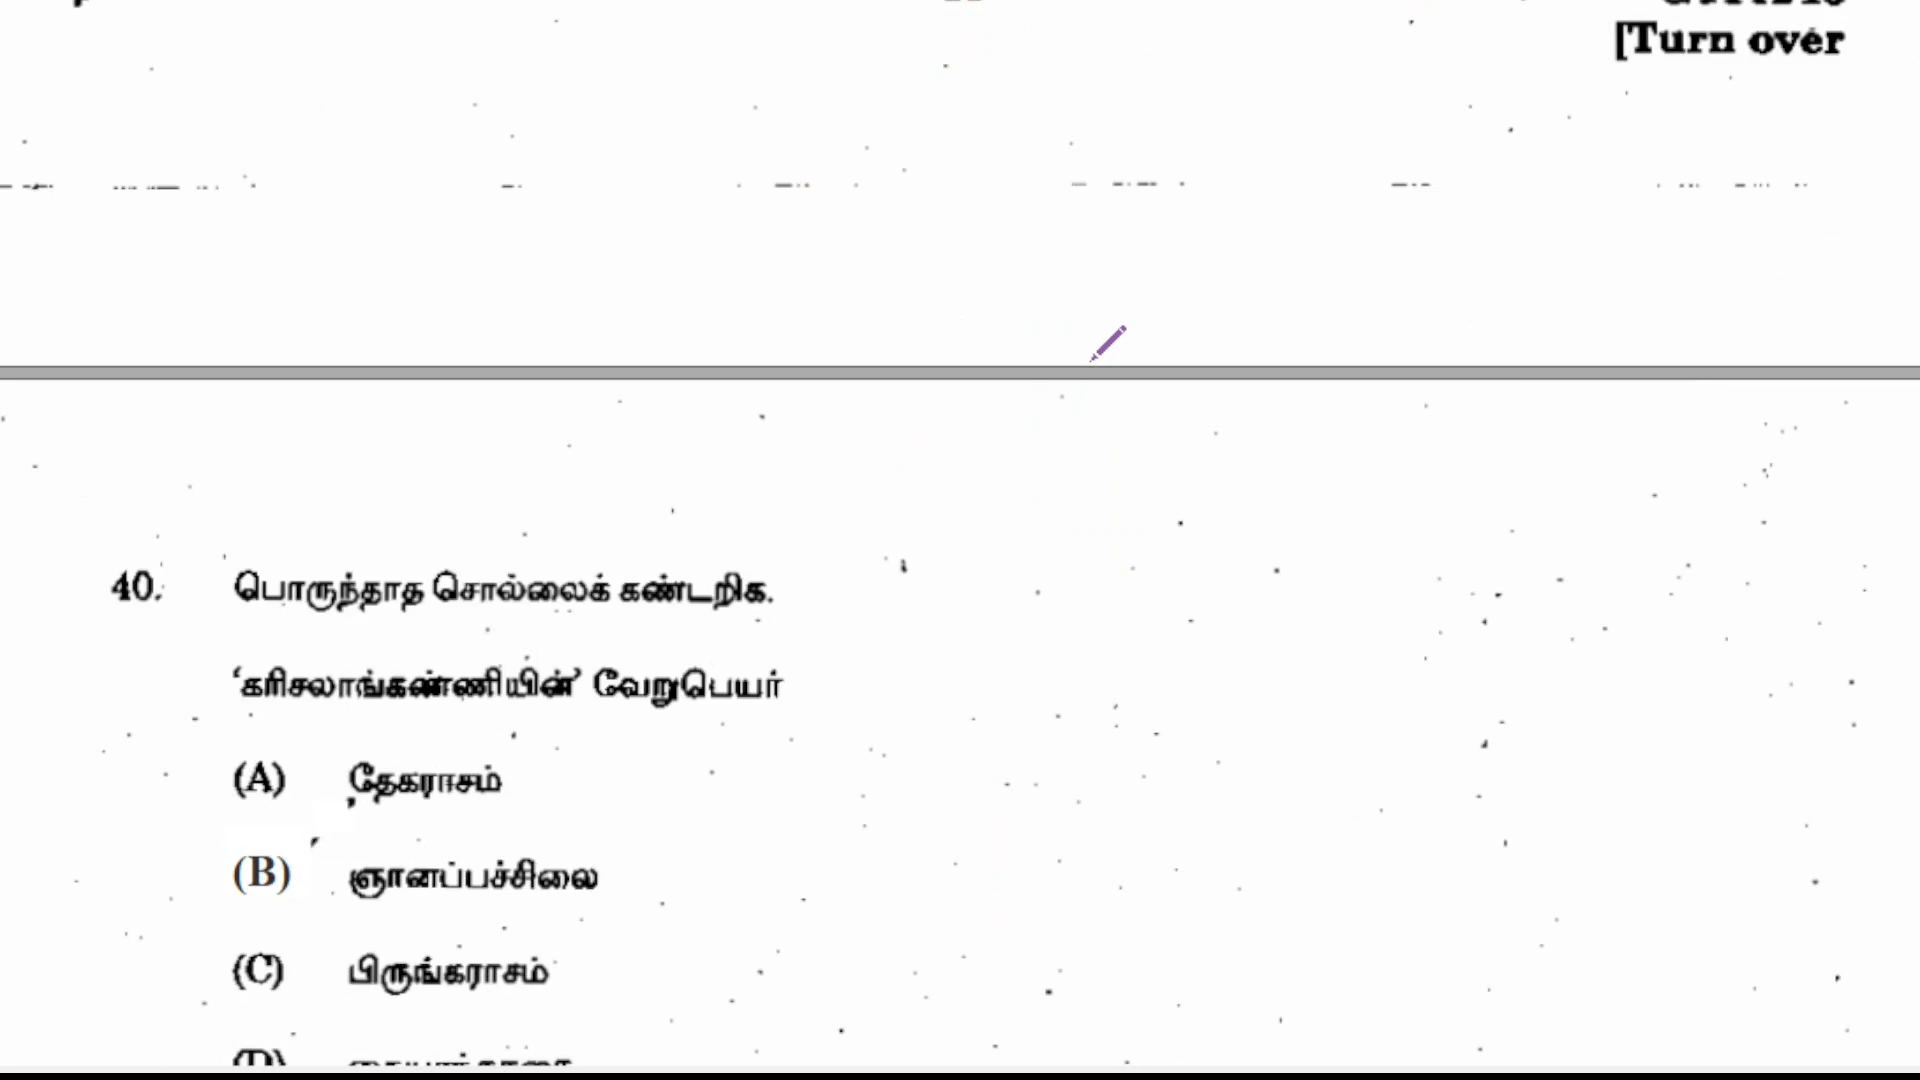 [Turn over
40. பொருந்தாத சொல்லைக் கண்டறிக.
‘கரிசலாங்கண்ணியின்’ வேறுபெயர்
(A) தேகராசம்
(B) ஞானப்பச்சிலை
(C) பிருங்கராசம்
(D)